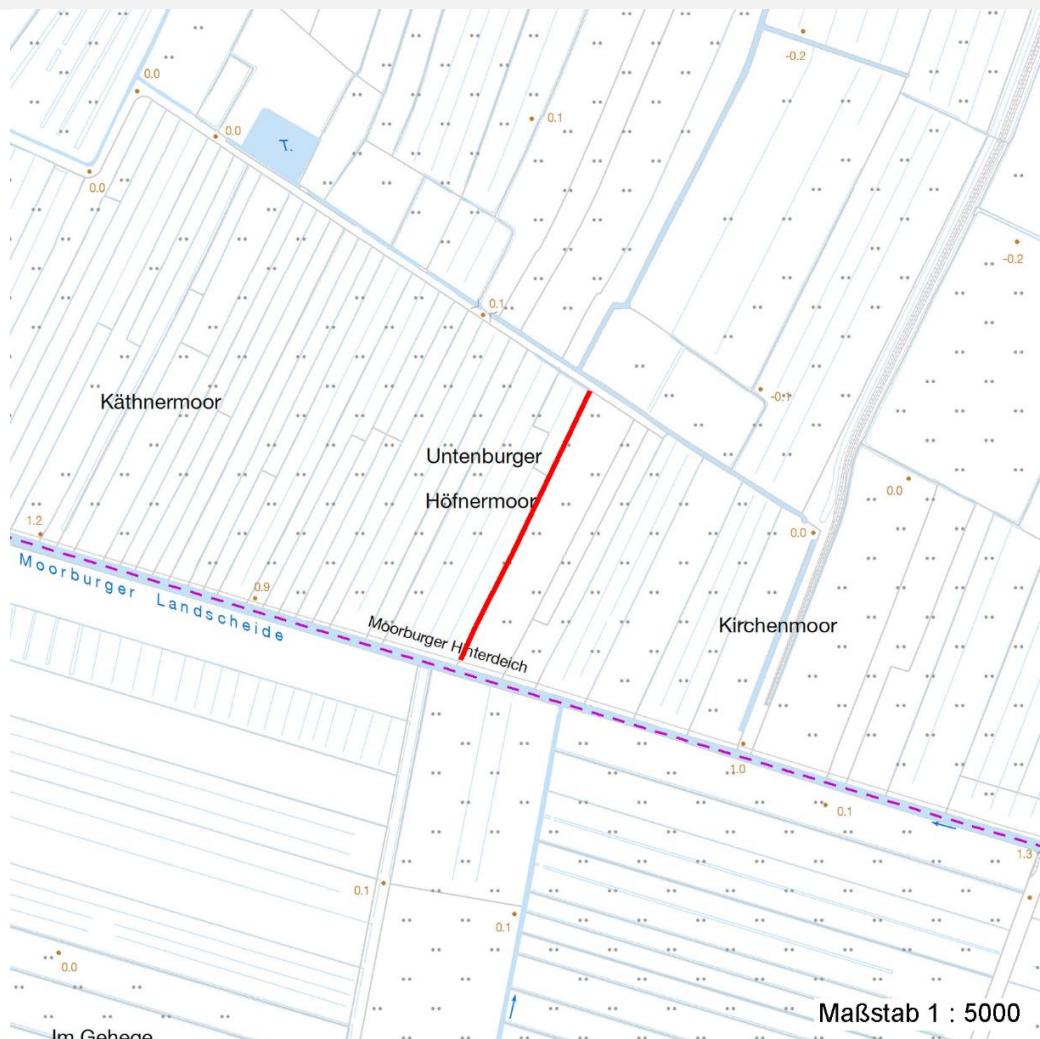 -0.2
0.0
0.1
0.0
T.
0.0
-0.2
0.1
-0.1
Käthnermoor
Untenburger
Höfnermoor
0.0
1.2
0.0
Moorburger Landscheide
0.9
Moorburger Hinterdeich
Kirchenmoor
1.0
0.1
1.3
0.1
0.1
0.0
Maßstab 1 : 5000
Im Gehege